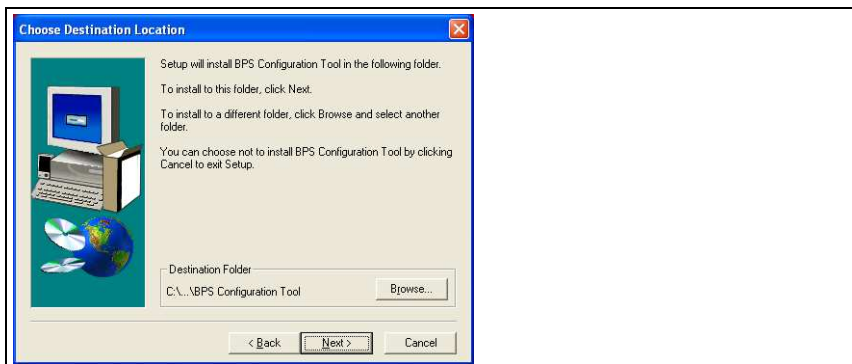 Choose Destination Location
Setup will install BPS Configuration Tool in the following folder.
To install to this folder, click Next.
To install to a different folder, click Browse and select another
folder.
You can choose not to install BPS Configuration Tool by clicking
Cancel to exit Setup.
Destination Folder
C:\...\BPS Configuration Tool
Browse...
< Back
Next >
Cancel